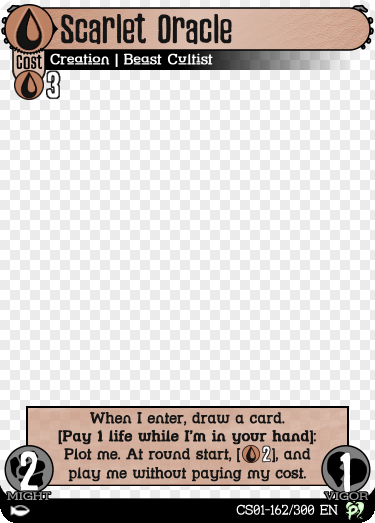 Scarlet Oracle
COST
Creation | Beast Cultist
3
When I enter, draw a card.
[Pay 1 life while I'm in your hand]:
Plot me. At round start, [2], and
play me without paying my cost.
2
MIGHT
1
VIGOR
CS01-162/300 EN